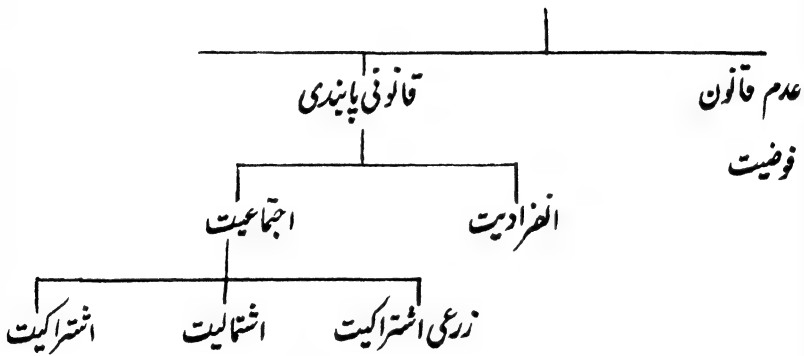 عدم قانون
قانونی پابندی
فوضیت
انفرادیت
اجتماعیت
زرعی اشتراکیت
اشتمالیت
اشتراکیت